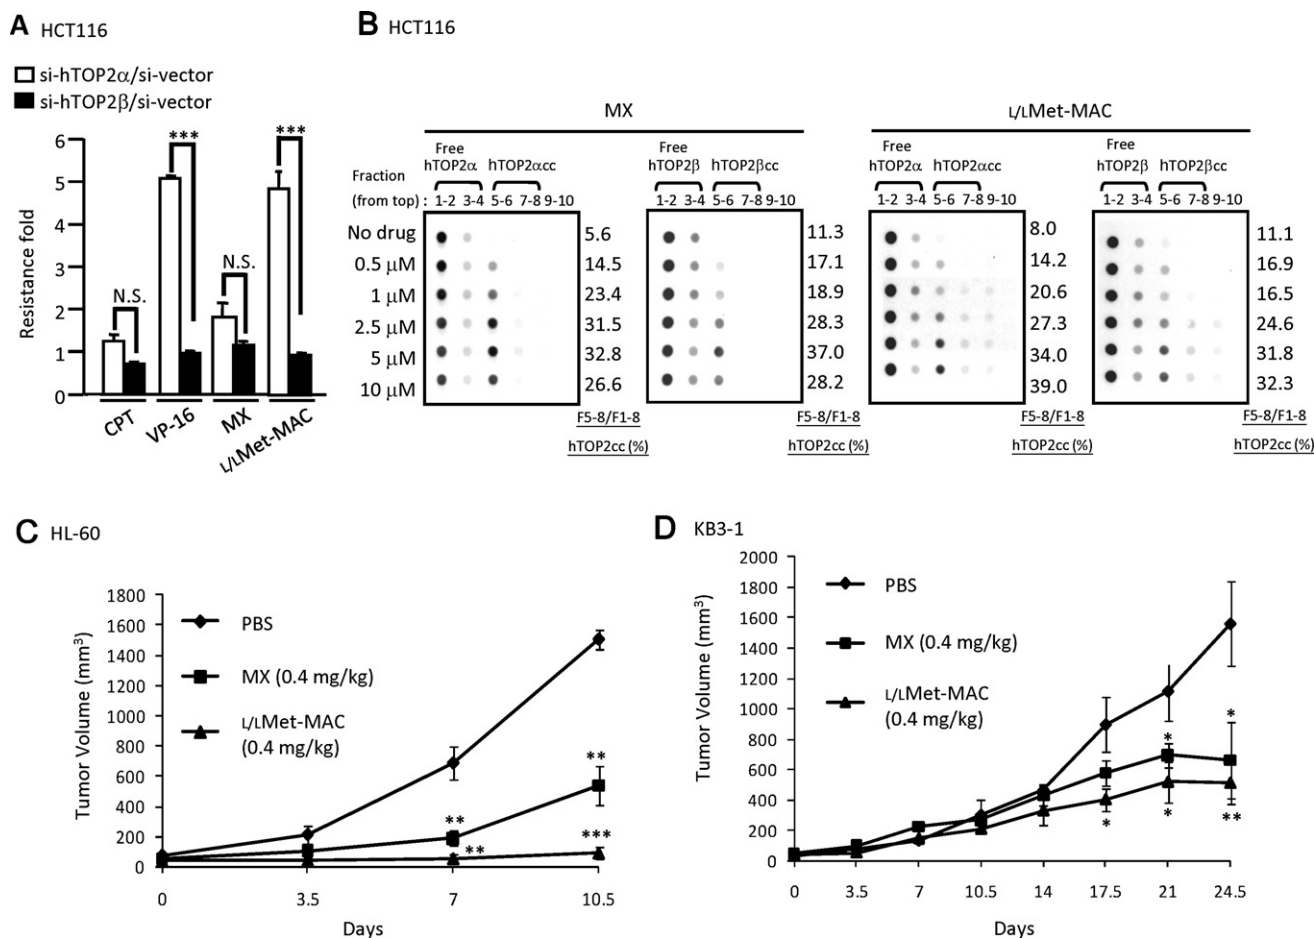 A HCT116
si-hTOP2α/si-vector
si-hTOP2β/si-vector
Resistance fold
6
5
4
3
2
1
0
***
***
N.S.
N.S.
CPT
VP-16
MX
L/LMet-MAC
B HCT116
MX
L/LMet-MAC
Free
hTOP2α
hTOP2αcc
Free
hTOP2β
hTOP2βcc
Free
hTOP2α
hTOP2αcc
Free
hTOP2β
hTOP2βcc
Fraction
(from top) : 1-2 3-4 5-6 7-8 9-10
1-2 3-4 5-6 7-8 9-10
1-2 3-4 5-6 7-8 9-10
1-2 3-4 5-6 7-8 9-10
No drug 5.6 11.3 8.0 11.1
0.5 µM 14.5 17.1 14.2 16.9
1 µM 23.4 18.9 20.6 16.5
2.5 µM 31.5 28.3 27.3 24.6
5 µM 32.8 37.0 34.0 31.8
10 µM 26.6 28.2 39.0 32.3
F5-8/F1-8 F5-8/F1-8 F5-8/F1-8 F5-8/F1-8
hTOP2cc (%) hTOP2cc (%) hTOP2cc (%) hTOP2cc (%)
C HL-60
Tumor Volume (mm³)
1800
1600
1400
1200
1000
800
600
400
200
0
PBS
MX (0.4 mg/kg)
L/LMet-MAC
(0.4 mg/kg)
**
**
**
***
0 3.5 7 10.5
Days
D KB3-1
Tumor Volume (mm³)
2000
1800
1600
1400
1200
1000
800
600
400
200
0
PBS
MX (0.4 mg/kg)
L/LMet-MAC
(0.4 mg/kg)
*
*
*
*
**
0 3.5 7 10.5 14 17.5 21 24.5
Days